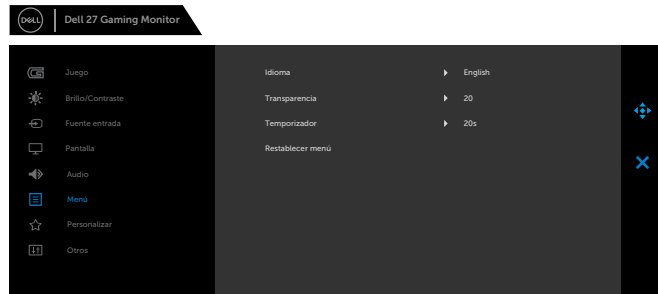 DELL
Dell 27 Gaming Monitor
Juego
Brillo/Contraste
Fuente entrada
Pantalla
Audio
Menú
Personalizar
Otros
Idioma English
Transparencia 20
Temporizador 20s
Restablecer menú